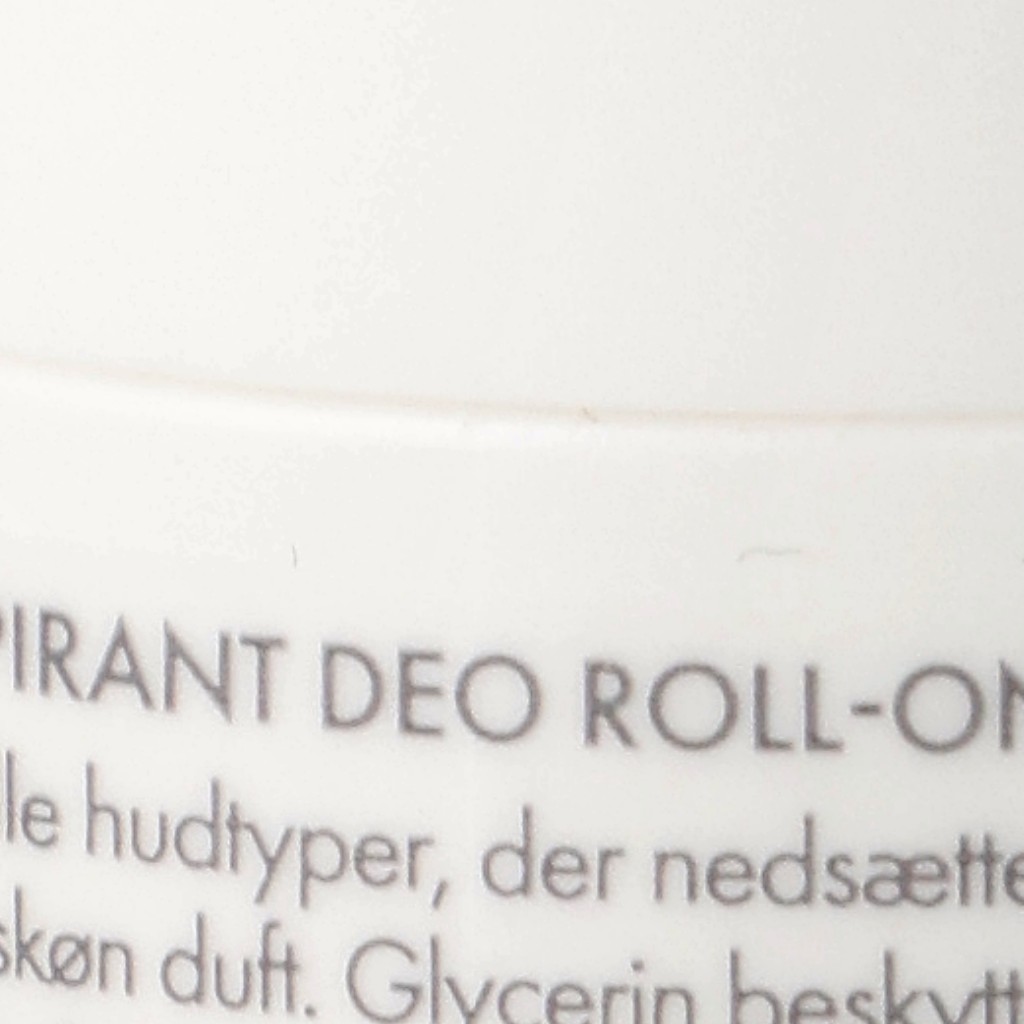 PIRANT DEO ROLL-ON
le hudtyper, der nedsætte
skøn duft. Glycerin beskytt